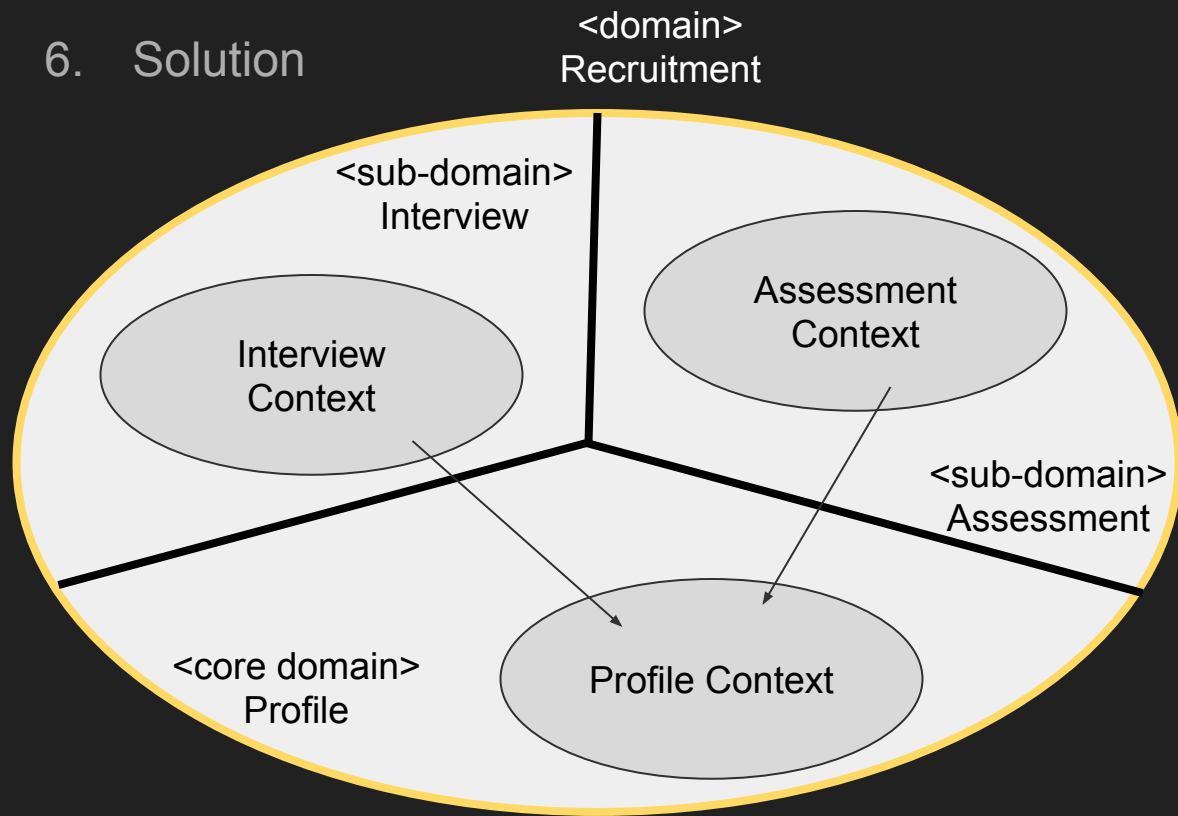 6. Solution
<domain>
Recruitment
<sub-domain>
Interview
Assessment
Context
Interview
Context
<sub-domain>
Assessment
<core domain>
Profile
Profile Context